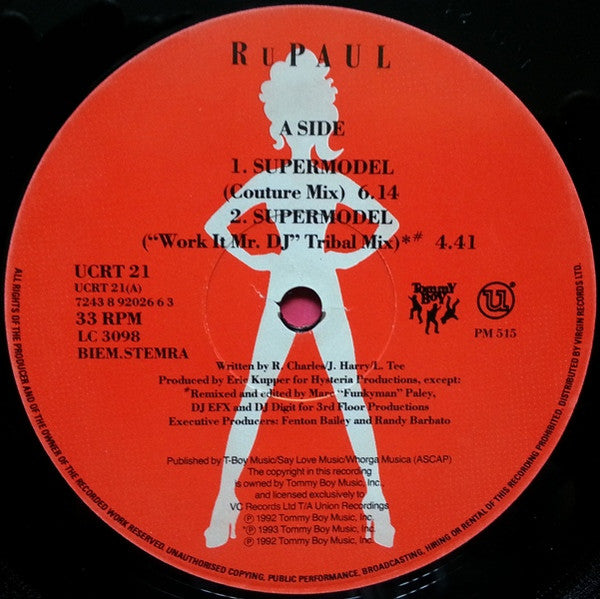 RUPAUL
A SIDE
1. SUPERMODEL
(Couture Mix) 6.14
2. SUPERMODEL
("Work It Mr. DJ" Tribal Mix)*# 4.41
UCRT 21
UCRT 21(A)
7243 8 92026 6 3
33 RPM
LC 3098
BIEM.STEMRA
Tommy Boy
u
PM 515
Written by R. Charles/J. Harry/L. Tee
Produced by Eric Kupper for Hysteria Productions, except:
#Remixed and edited by Marc "Funkyman" Paley,
DJ EFX and DJ Digit for 3rd Floor Productions
Executive Producers: Fenton Bailey and Randy Barbato
Published by T-Boy Music/Say Love Music/Whorga Musica (ASCAP)
The copyright in this recording
is owned by Tommy Boy Music, Inc.,
and licensed exclusively to
VC Records Ltd T/A Union Recordings
℗ 1992 Tommy Boy Music, Inc.
*℗ 1993 Tommy Boy Music, Inc.
℗ 1992 Tommy Boy Music, Inc.
ALL RIGHTS OF THE PRODUCER AND OF THE OWNER OF THE RECORDED WORK RESERVED. UNAUTHORISED COPYING, PUBLIC PERFORMANCE, BROADCASTING, HIRING OR RENTAL OF THIS RECORDING PROHIBITED. DISTRIBUTED BY VIRGIN RECORDS LTD.